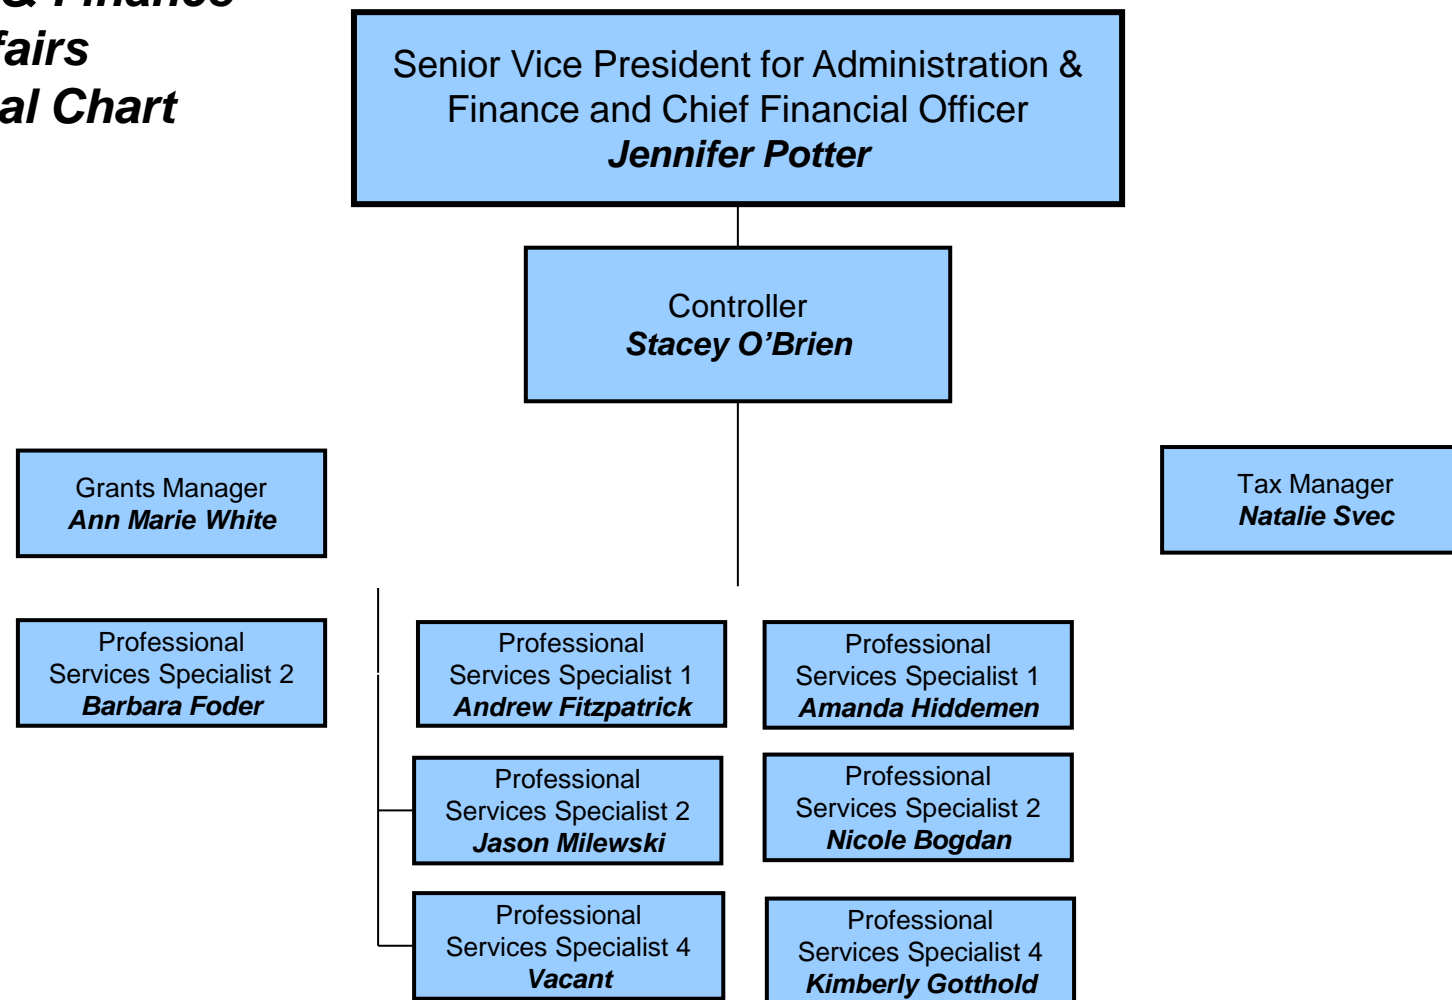 & Finance
fairs
al Chart
Senior Vice President for Administration &
Finance and Chief Financial Officer
Jennifer Potter
Controller
Stacey O’Brien
Grants Manager
Ann Marie White
Tax Manager
Natalie Svec
Professional
Services Specialist 2
Barbara Foder
Professional
Services Specialist 1
Andrew Fitzpatrick
Professional
Services Specialist 1
Amanda Hiddemen
Professional
Services Specialist 2
Jason Milewski
Professional
Services Specialist 2
Nicole Bogdan
Professional
Services Specialist 4
Vacant
Professional
Services Specialist 4
Kimberly Gotthold